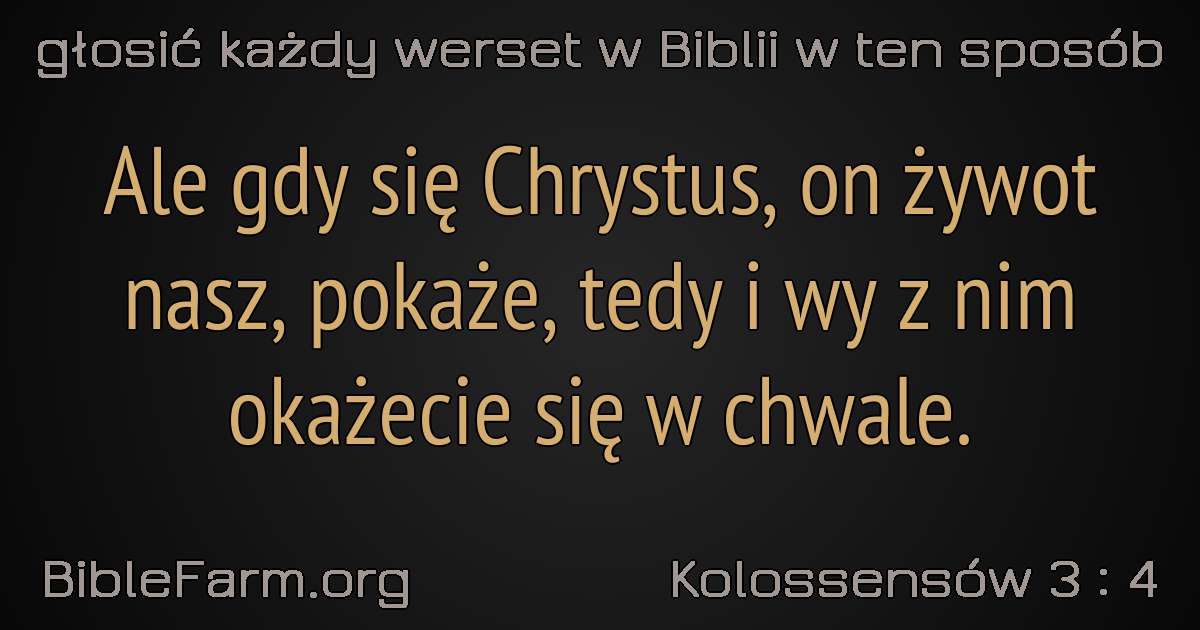 głosić każdy werset w Biblii w ten sposób
Ale gdy się Chrystus, on żywot
nasz, pokaże, tedy i wy z nim
okażecie się w chwale.
BibleFarm.org
Kolossensów 3 : 4